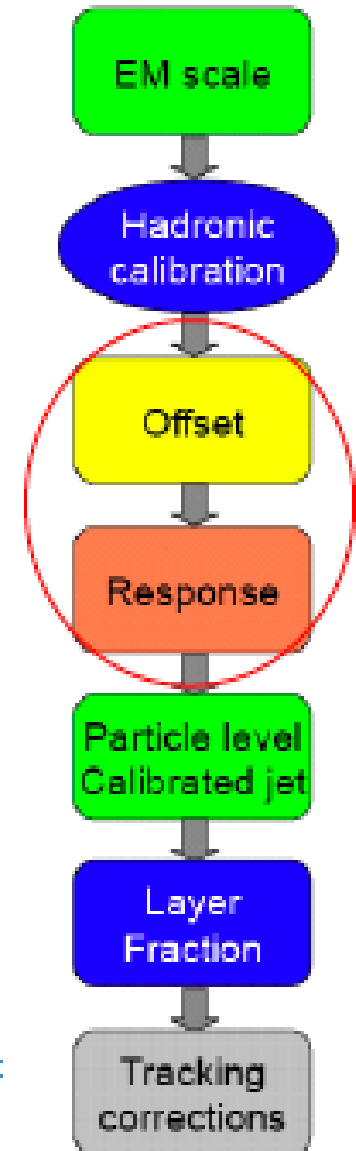 EM scale
Hadronic
calibration
Offset
Response
Particle level
Calibrated jet
Layer
Fraction
:
Tracking
corrections